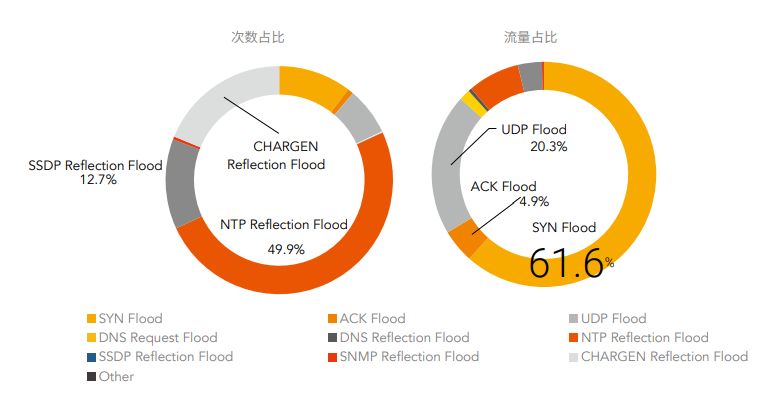 次数占比
流量占比
CHARGEN
Reflection Flood
SSDP Reflection Flood
12.7%
NTP Reflection Flood
49.9%
UDP Flood
20.3%
ACK Flood
4.9%
SYN Flood
61.6%
SYN Flood
ACK Flood
UDP Flood
DNS Request Flood
DNS Reflection Flood
NTP Reflection Flood
SSDP Reflection Flood
SNMP Reflection Flood
CHARGEN Reflection Flood
Other